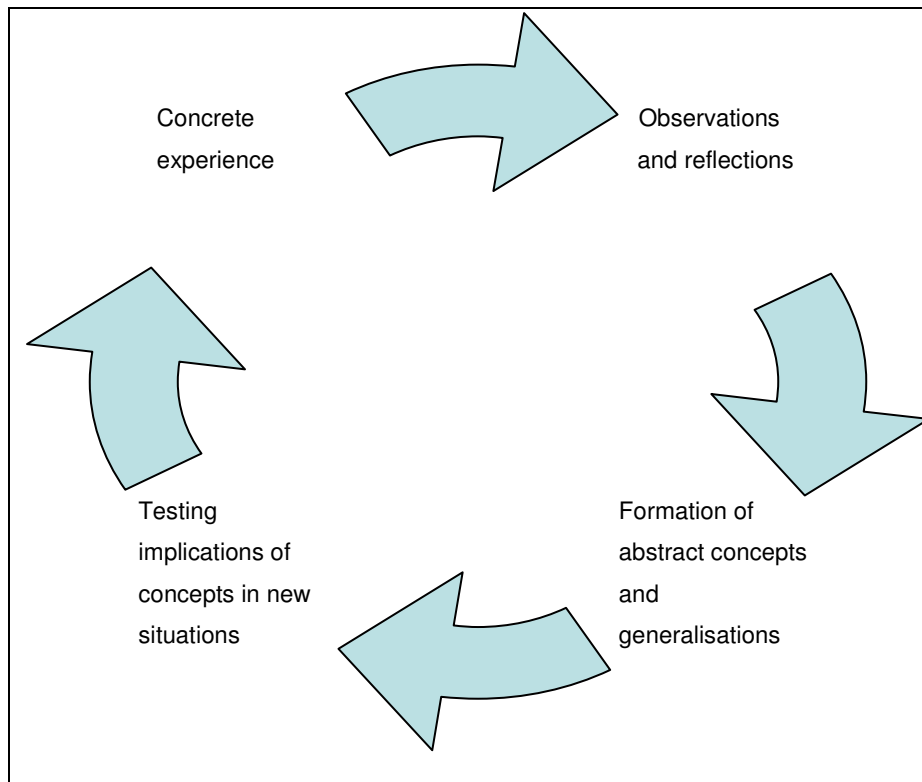 Concrete
experience
Observations
and reflections
Formation of
abstract concepts
and
generalisations
Testing
implications of
concepts in new
situations